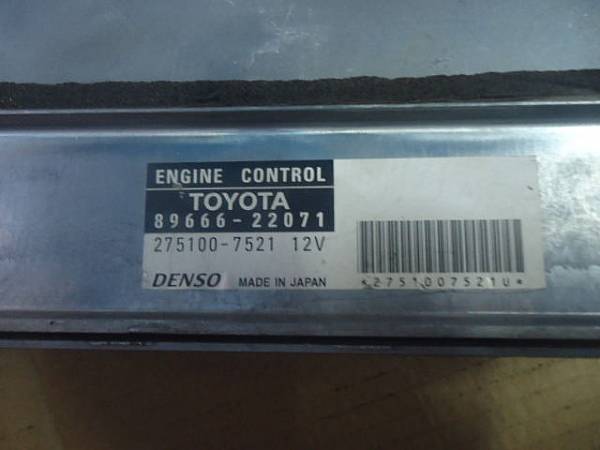 ENGINE CONTROL
TOYOTA
89666-22071
275100-7521 12V
DENSO MADE IN JAPAN
*2751007521U*